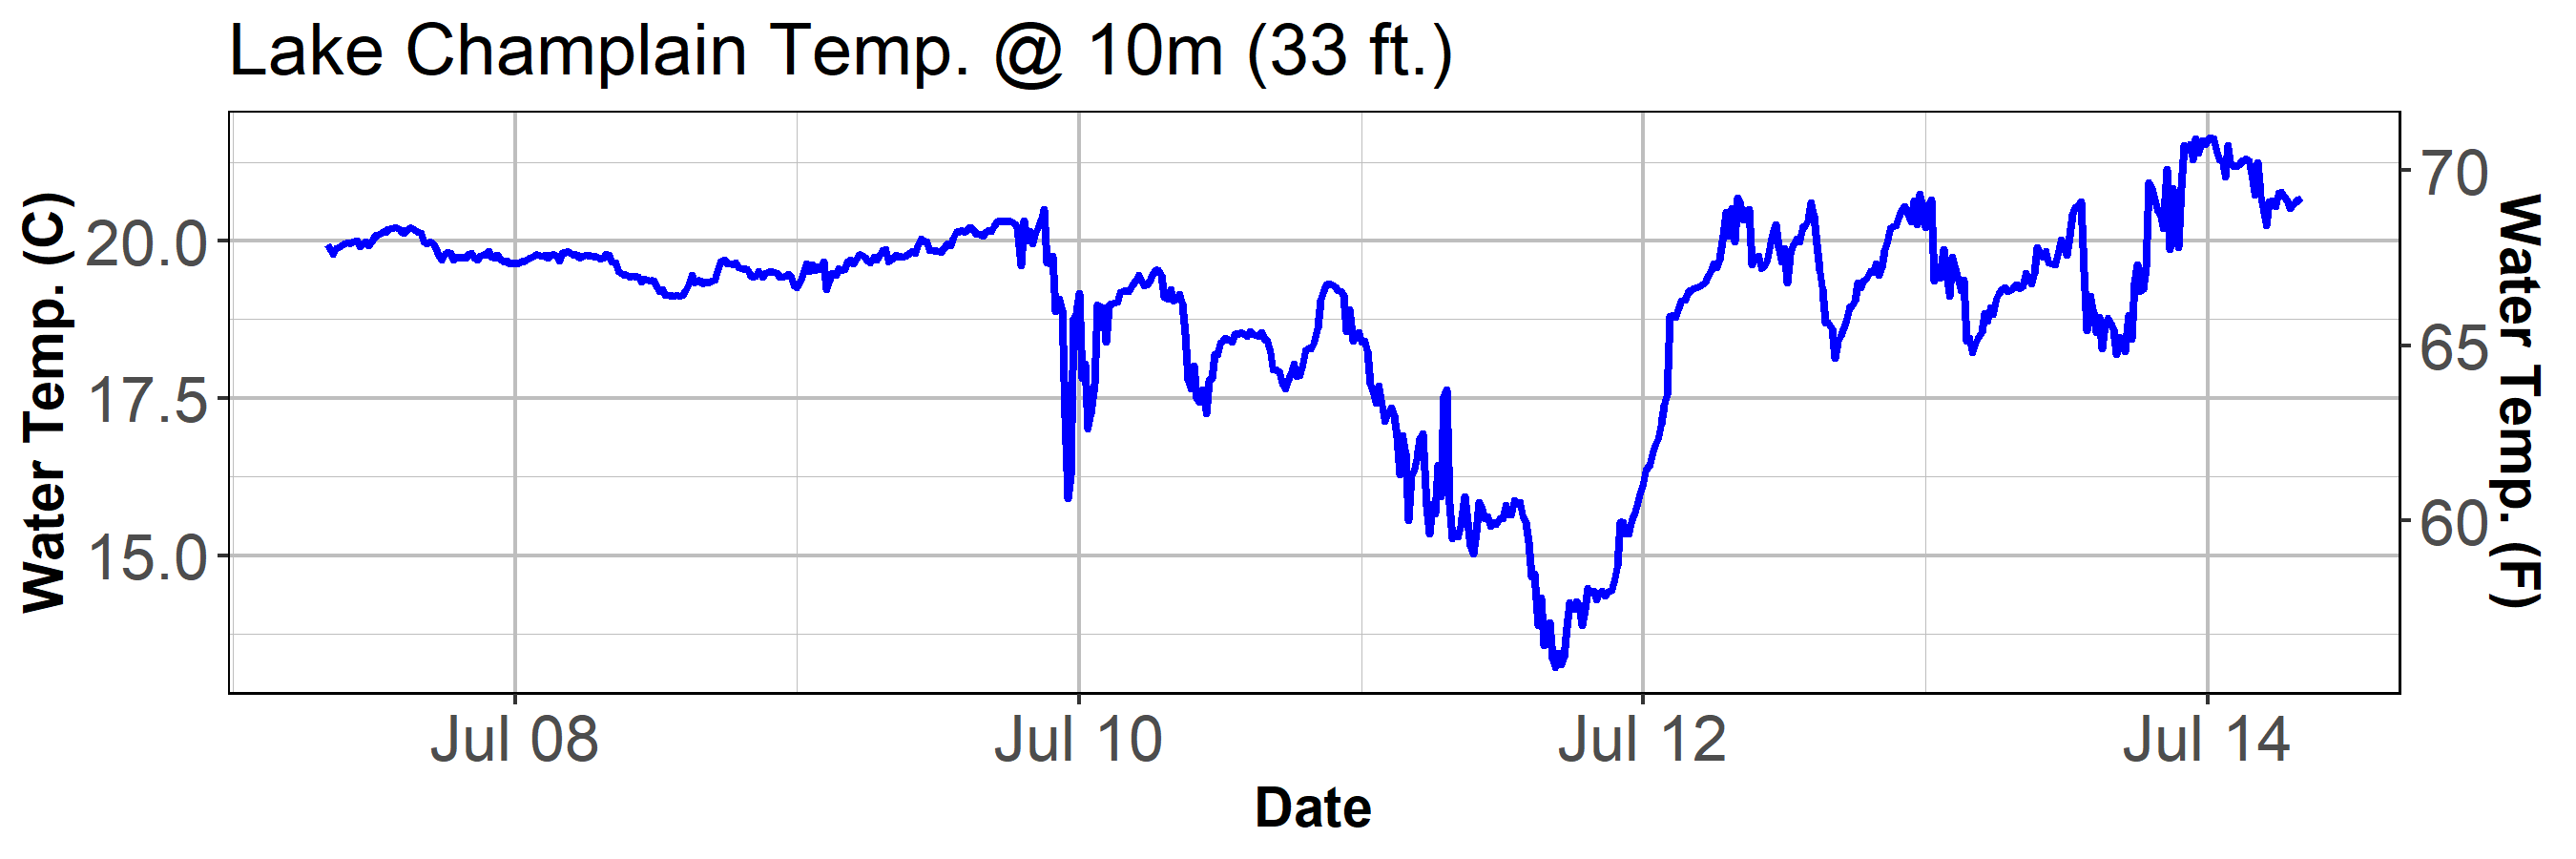 Lake Champlain Temp. @ 10m (33 ft.)
Water Temp. (C)
20.0
17.5
15.0
70
65
60
Water Temp. (F)
Jul 08
Jul 10
Jul 12
Jul 14
Date